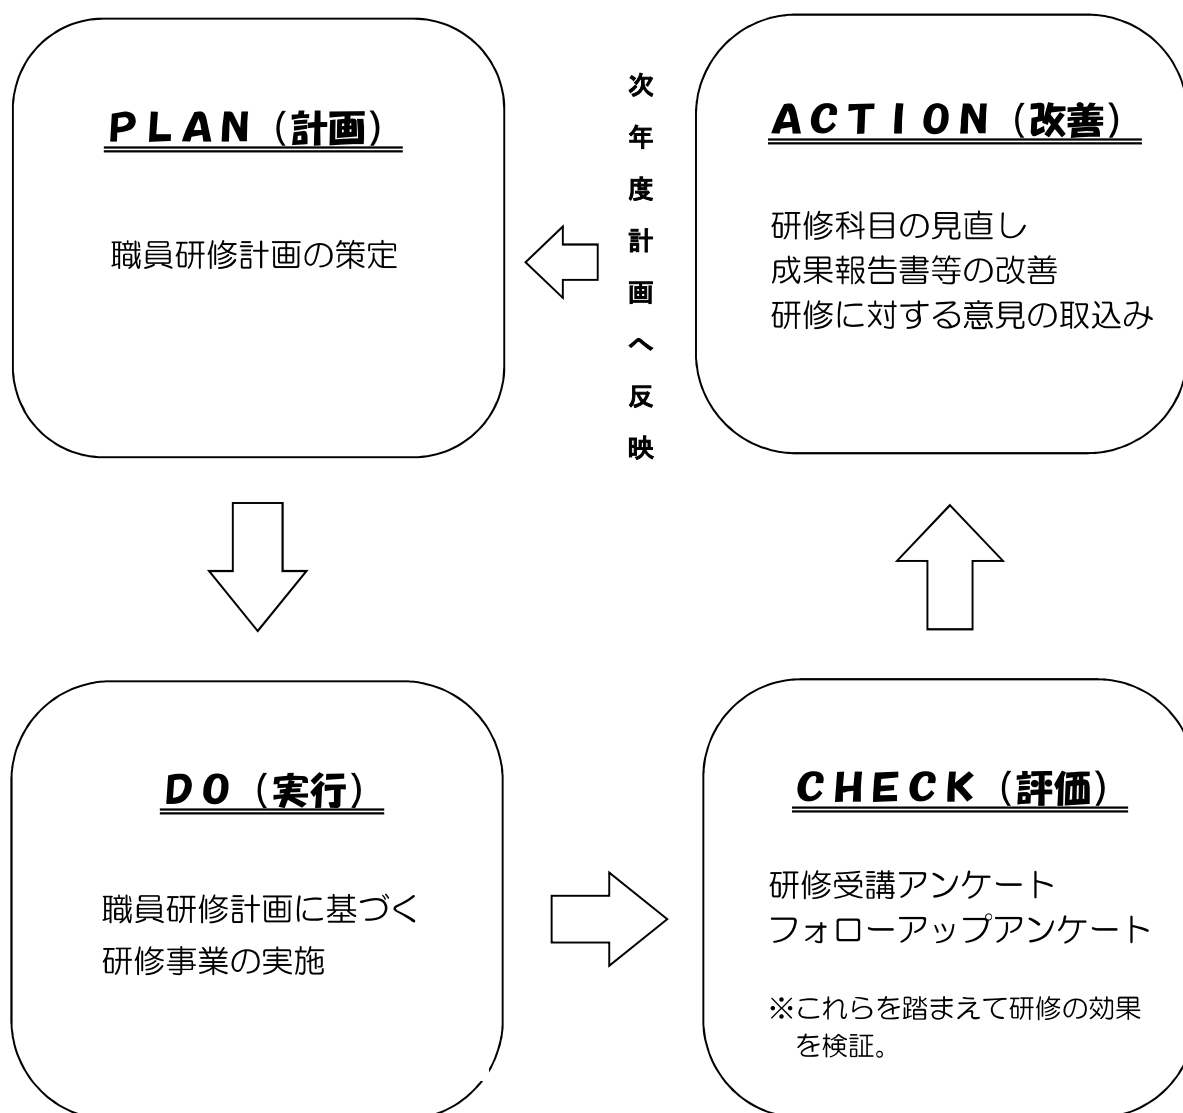 PLAN（計画）
職員研修計画の策定
次年度計画へ反映
ACTION（改善）
研修科目の見直し
成果報告書等の改善
研修に対する意見の取込み
DO（実行）
職員研修計画に基づく
研修事業の実施
CHECK（評価）
研修受講アンケート
フォローアップアンケート
※これらを踏まえて研修の効果
を検証。